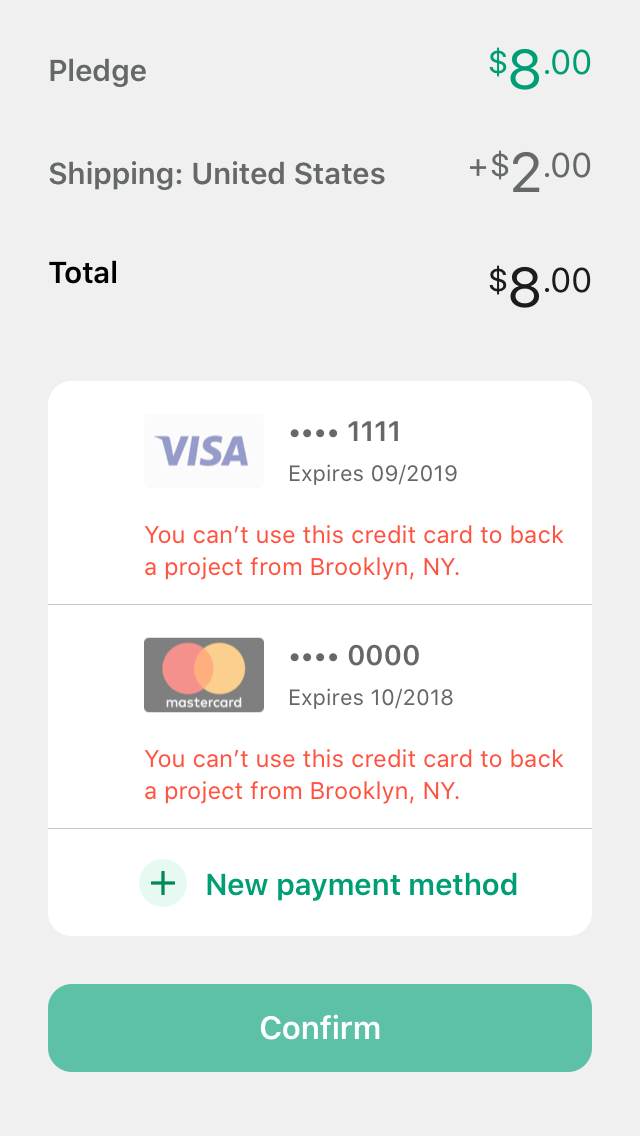 Pledge $8.00
Shipping: United States +$2.00
Total $8.00
VISA •••• 1111
Expires 09/2019
You can’t use this credit card to back
a project from Brooklyn, NY.
•••• 0000
mastercard Expires 10/2018
You can’t use this credit card to back
a project from Brooklyn, NY.
+ New payment method
Confirm